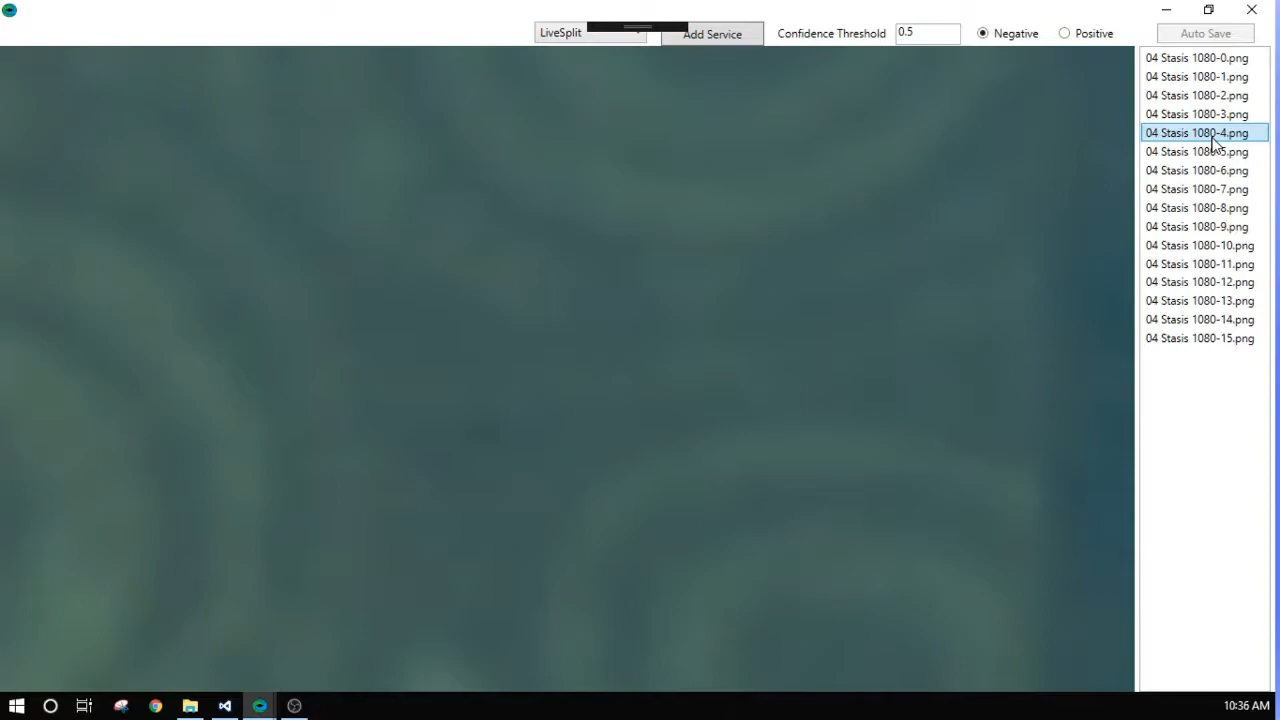 LiveSplit
Add Service
Confidence Threshold
0.5
Negative
Positive
Auto Save
04 Stasis 1080-0.png
04 Stasis 1080-1.png
04 Stasis 1080-2.png
04 Stasis 1080-3.png
04 Stasis 1080-4.png
04 Stasis 1080-5.png
04 Stasis 1080-6.png
04 Stasis 1080-7.png
04 Stasis 1080-8.png
04 Stasis 1080-9.png
04 Stasis 1080-10.png
04 Stasis 1080-11.png
04 Stasis 1080-12.png
04 Stasis 1080-13.png
04 Stasis 1080-14.png
04 Stasis 1080-15.png
10:36 AM